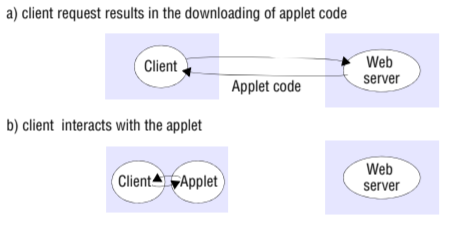 a) client request results in the downloading of applet code
Client
Web
server
Applet code
b) client interacts with the applet
Client
Applet
Web
server